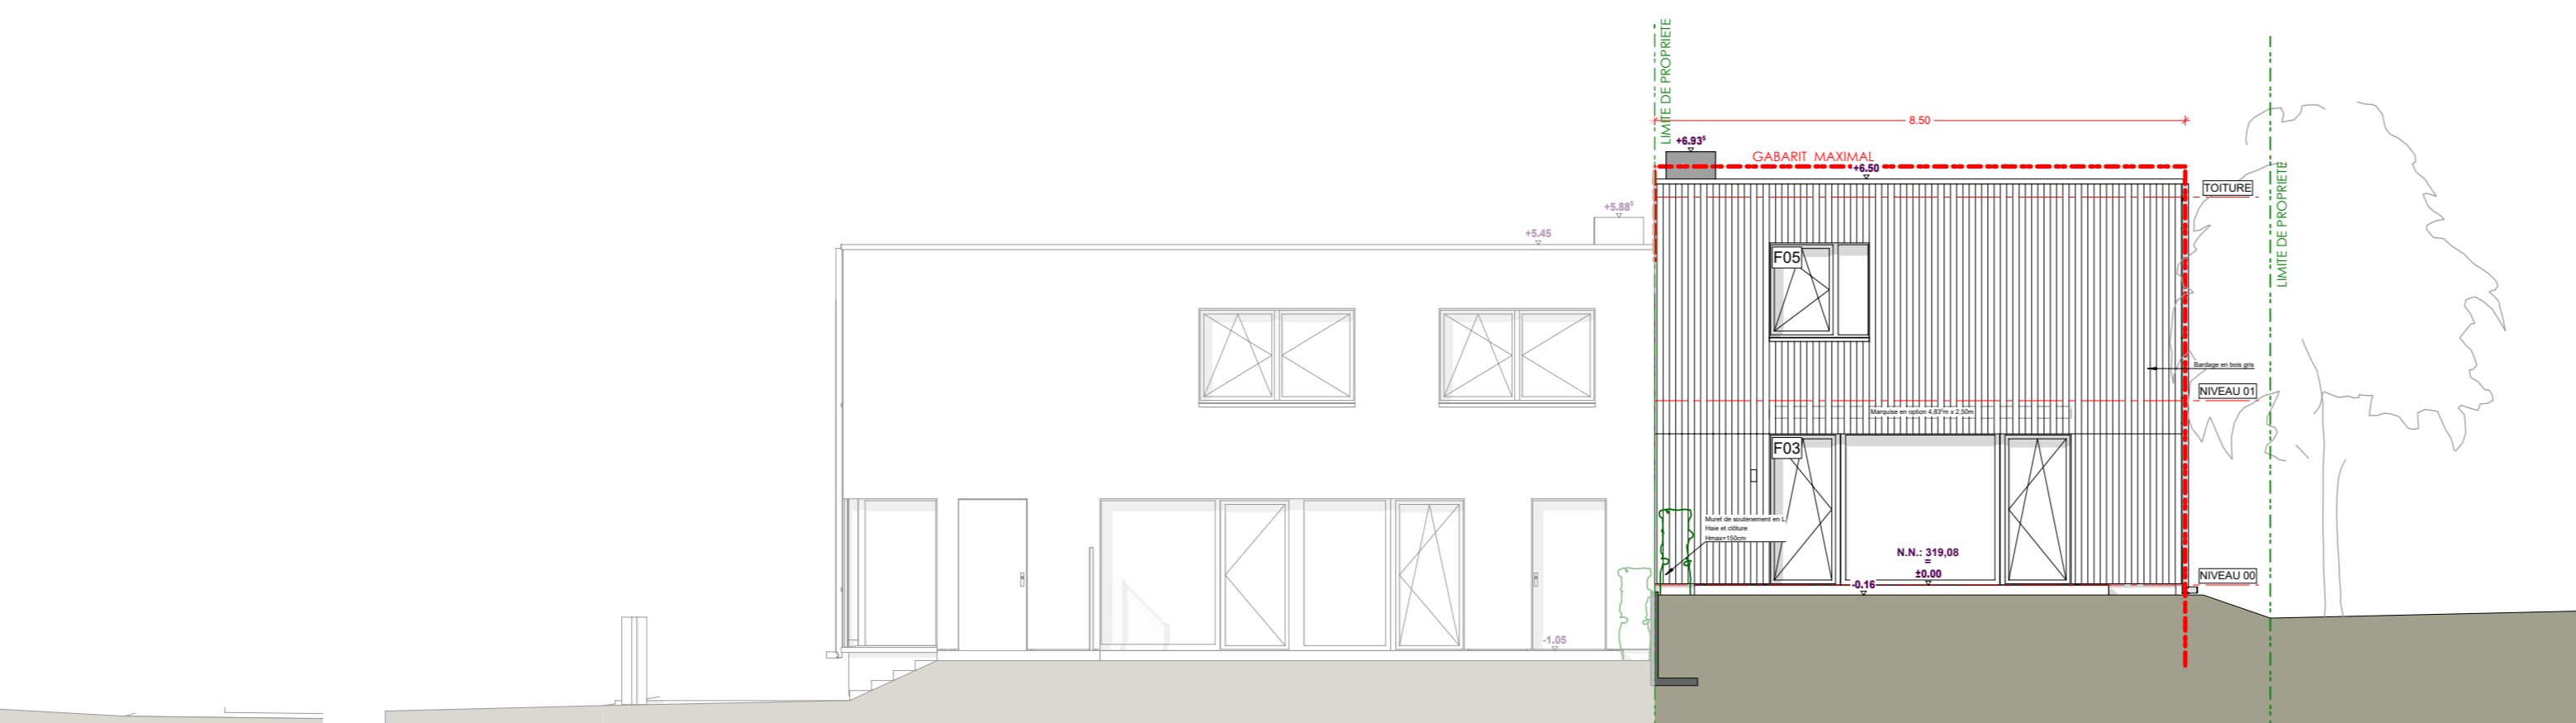 LIMITE DE PROPRIETE
8.50
+6.93⁵
GABARIT MAXIMAL
+6.50
LIMITE DE PROPRIETE
TOITURE
+5.88⁵
+5.45
F05
Bardage en bois gris
NIVEAU 01
Marquise en option 4,83⁵m x 2,50m
F03
Muret de soutènement en L
Haie et clôture
Hmax=150cm
N.N.: 319,08
=
±0.00
-0.16
NIVEAU 00
-1.05